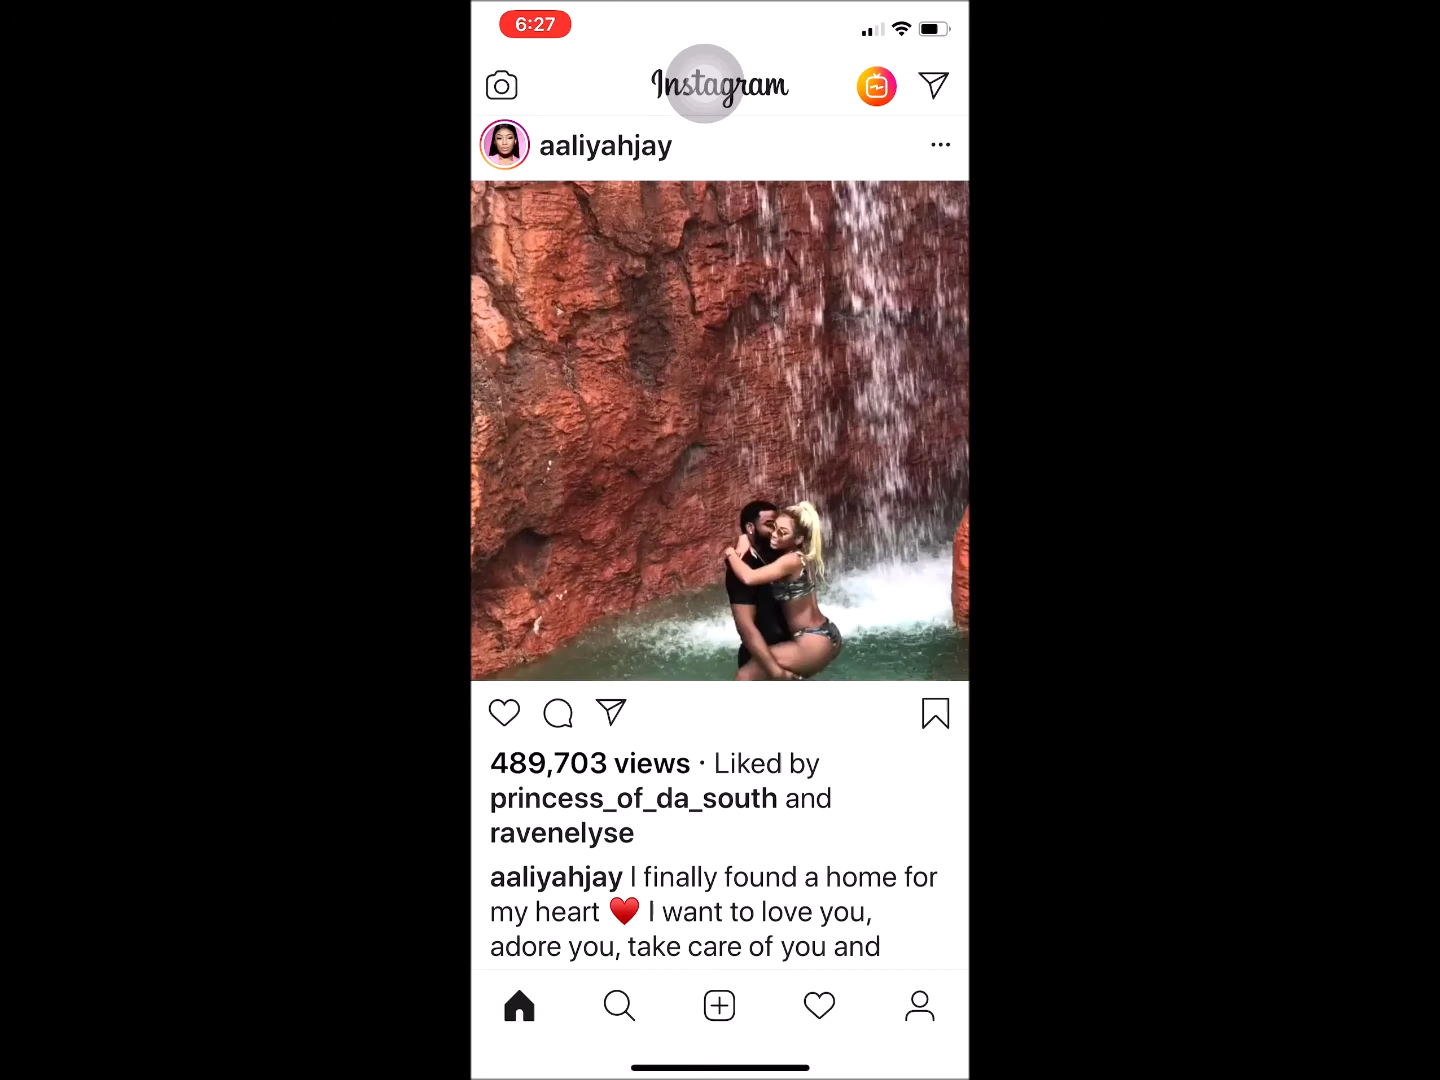 6:27
Instagram
aaliyahjay
489,703 views · Liked by
princess_of_da_south and
ravenelyse
aaliyahjay I finally found a home for
my heart ♥️ I want to love you,
adore you, take care of you and